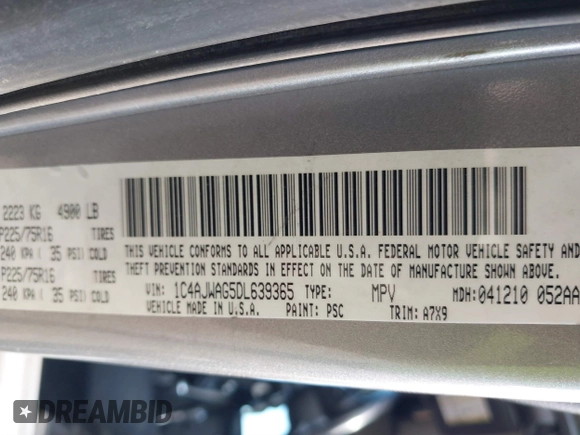 2223 KG 4900 LB
P225/75R16 TIRES
240 KPA ( 35 PSI) COLD
P225/75R16 TIRES
240 KPA ( 35 PSI) COLD
THIS VEHICLE CONFORMS TO ALL APPLICABLE U.S.A. FEDERAL MOTOR VEHICLE SAFETY AND
THEFT PREVENTION STANDARDS IN EFFECT ON THE DATE OF MANUFACTURE SHOWN ABOVE.
VIN: 1C4AJWAG5DL639365 TYPE: MPV MDH: 041210 052AA
VEHICLE MADE IN U.S.A. PAINT: PSC TRIM: A7X9
DREAMBID